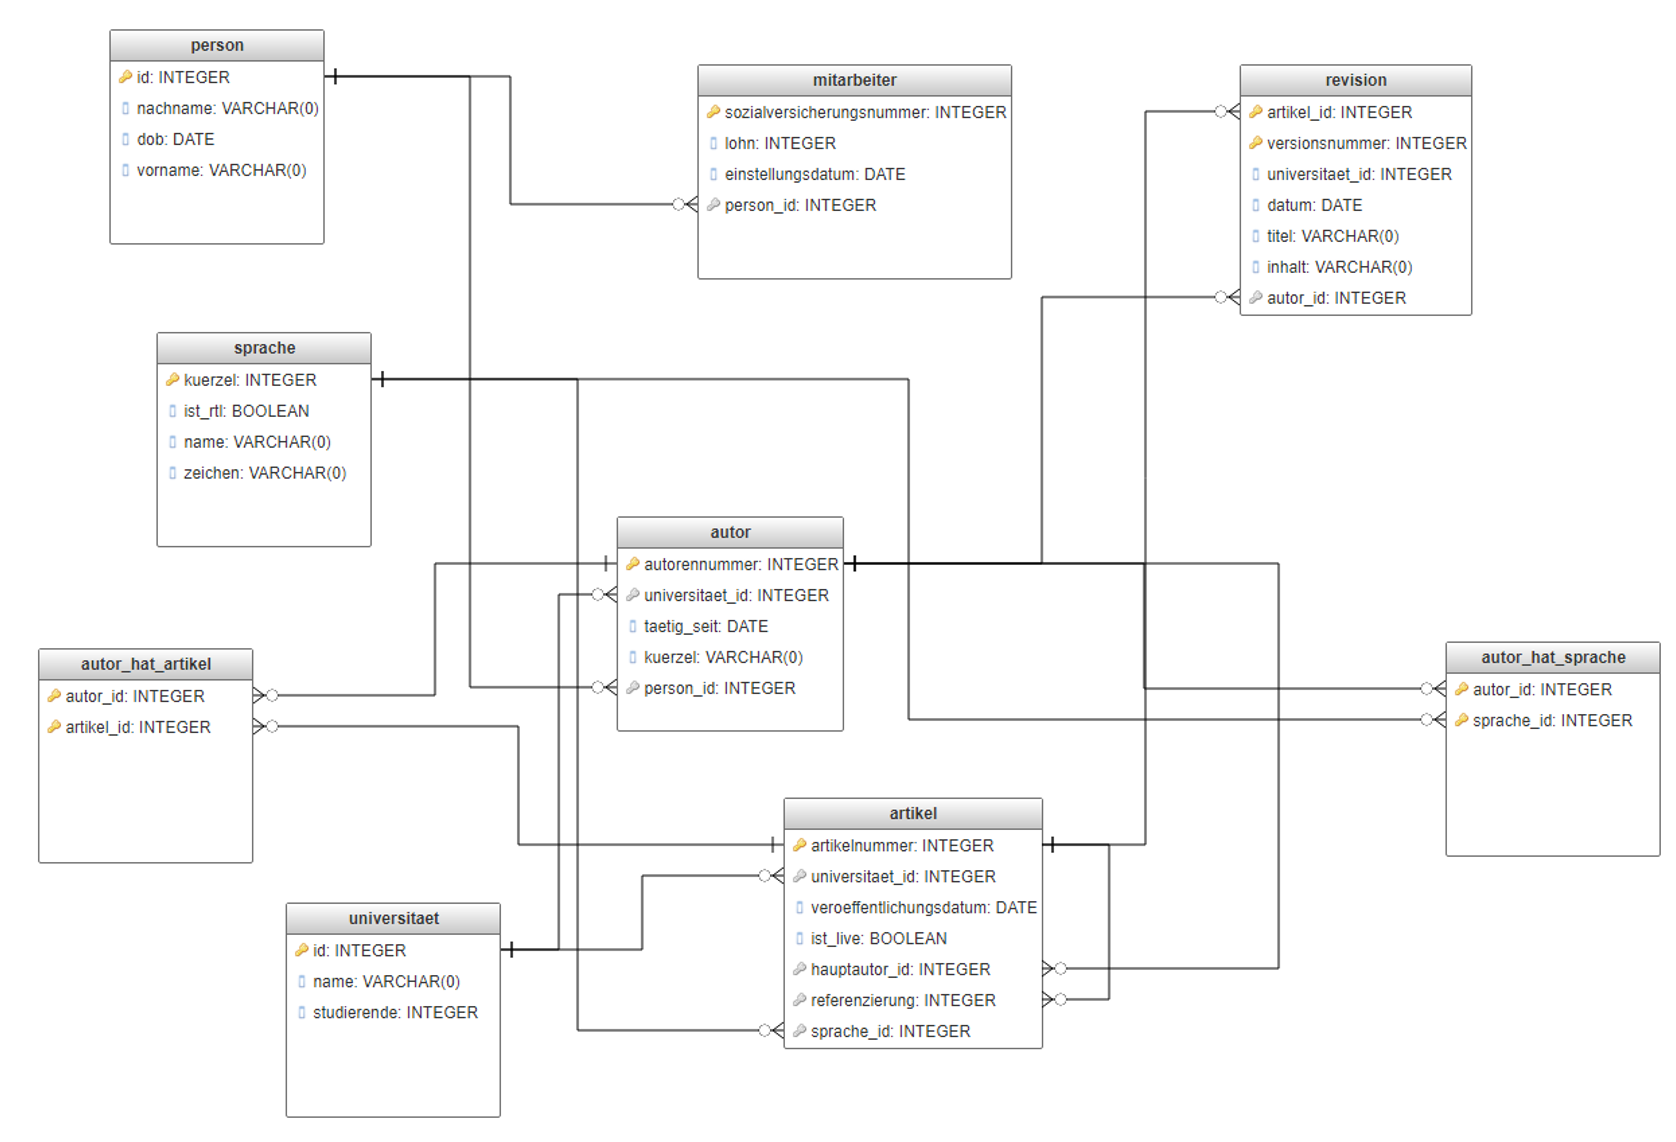 person
id: INTEGER
nachname: VARCHAR(0)
dob: DATE
vorname: VARCHAR(0)
mitarbeiter
sozialversicherungsnummer: INTEGER
lohn: INTEGER
einstellungsdatum: DATE
person_id: INTEGER
revision
artikel_id: INTEGER
versionsnummer: INTEGER
universitaet_id: INTEGER
datum: DATE
titel: VARCHAR(0)
inhalt: VARCHAR(0)
autor_id: INTEGER
sprache
kuerzel: INTEGER
ist_rtl: BOOLEAN
name: VARCHAR(0)
zeichen: VARCHAR(0)
autor
autorennummer: INTEGER
universitaet_id: INTEGER
taetig_seit: DATE
kuerzel: VARCHAR(0)
person_id: INTEGER
autor_hat_artikel
autor_id: INTEGER
artikel_id: INTEGER
autor_hat_sprache
autor_id: INTEGER
sprache_id: INTEGER
artikel
artikelnummer: INTEGER
universitaet_id: INTEGER
veroeffentlichungsdatum: DATE
ist_live: BOOLEAN
hauptautor_id: INTEGER
referenzierung: INTEGER
sprache_id: INTEGER
universitaet
id: INTEGER
name: VARCHAR(0)
studierende: INTEGER